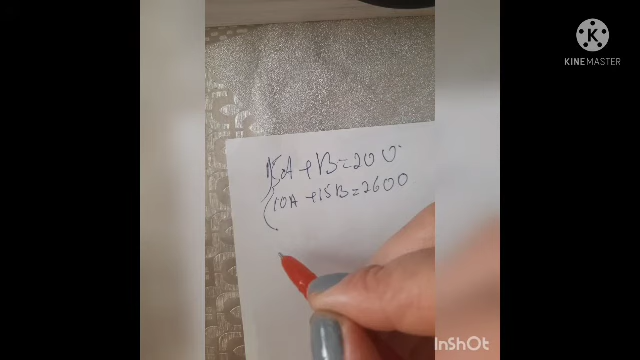 A + B = 200
10A + 15B = 2600
KINEMASTER
InShOt